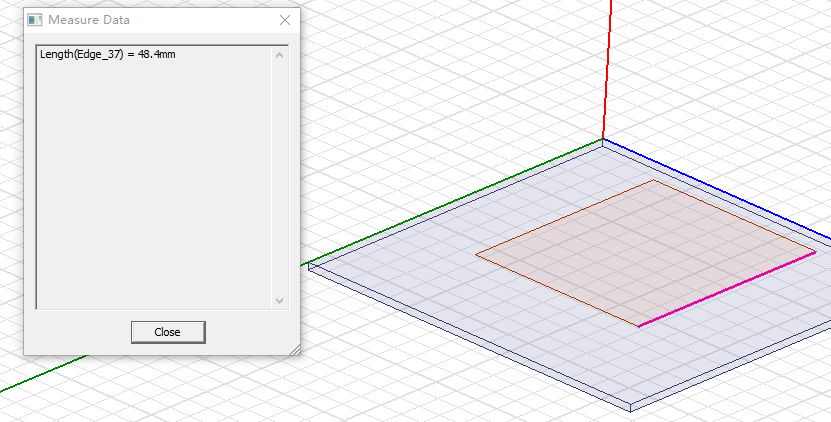 Measure Data
Length(Edge_37) = 48.4mm
Close